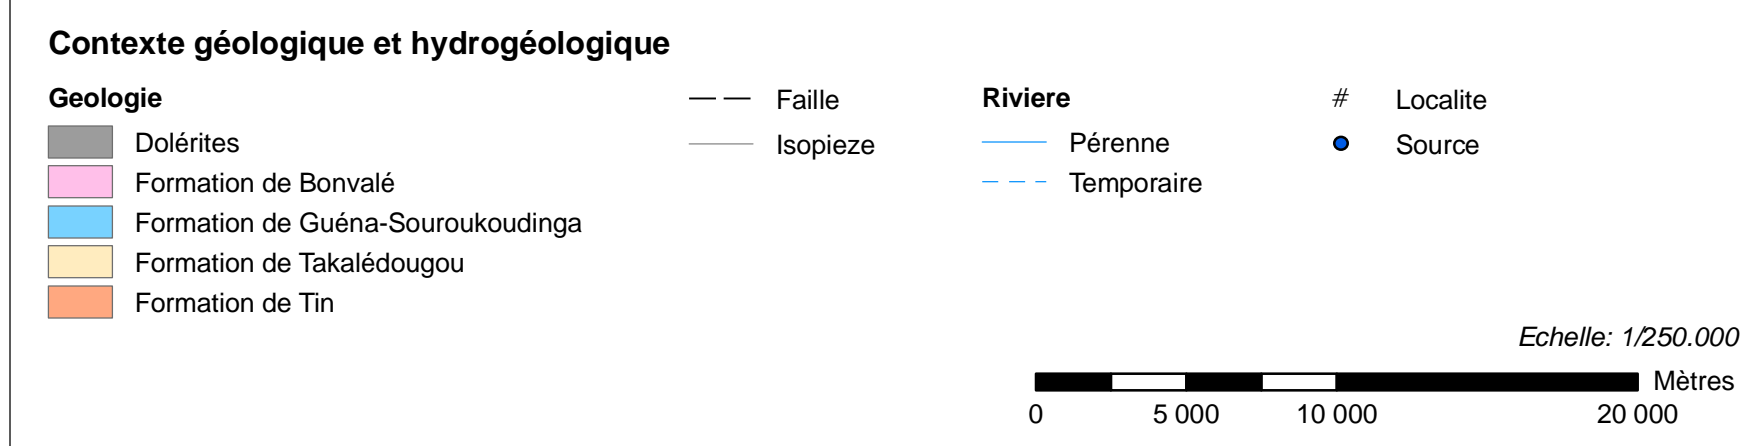 Contexte géologique et hydrogéologique
Geologie
Dolérites
Formation de Bonvalé
Formation de Guéna-Souroukoudinga
Formation de Takalédougou
Formation de Tin
Faille
Isopieze
Riviere
Pérenne
Temporaire
# Localite
Source
Echelle: 1/250.000
Mètres
0 5 000 10 000 20 000